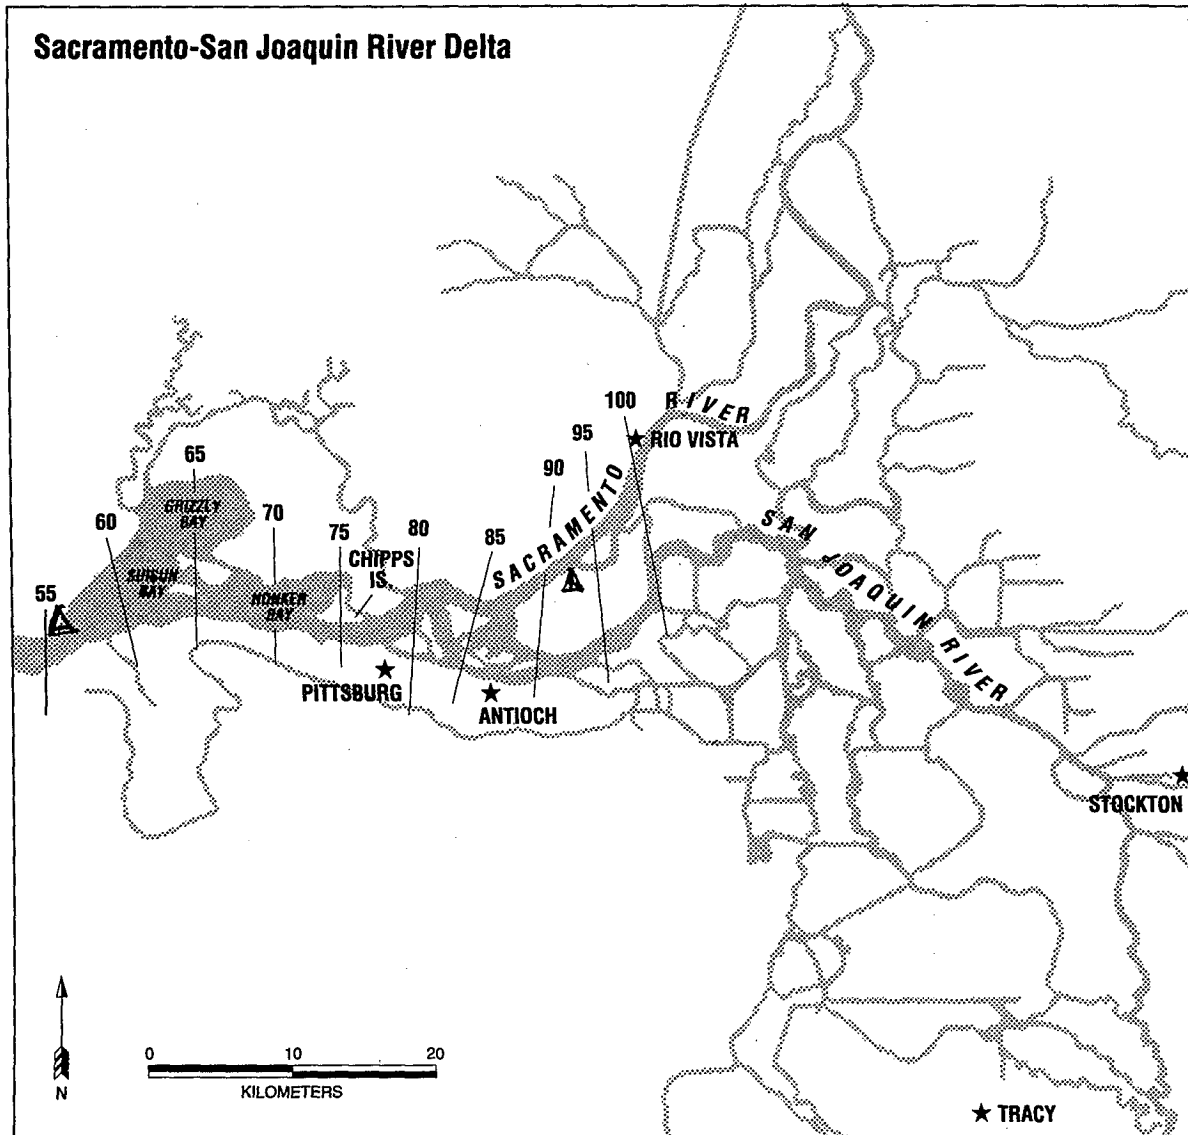 Sacramento-San Joaquin River Delta
100
RIVER
95
RIO VISTA
65
90
SACRAMENTO
GRIZZLY
BAY
60
70
75
80
85
SAN JOAQUIN RIVER
CHIPPS
IS.
SUISUN
BAY
55
HONKER
BAY
PITTSBURG
ANTIOCH
STOCKTON
0 10 20
KILOMETERS
N
TRACY